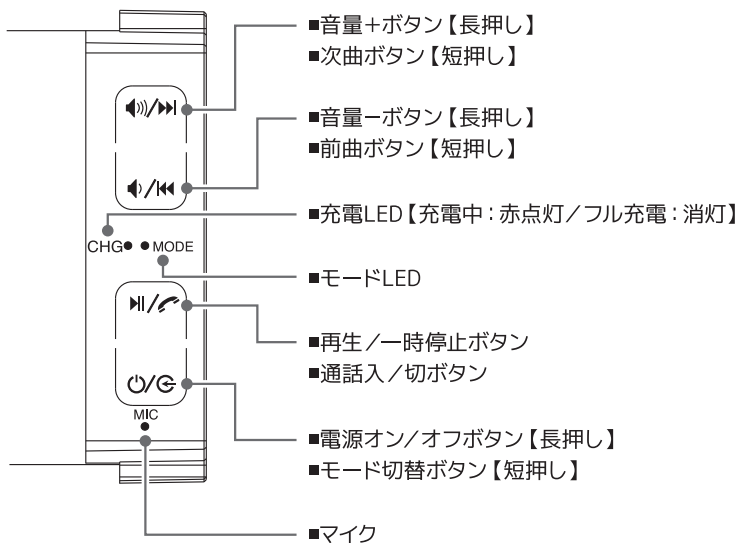 ■音量+ボタン【長押し】
■次曲ボタン【短押し】
■音量-ボタン【長押し】
■前曲ボタン【短押し】
■充電LED【充電中:赤点灯/フル充電:消灯】
CHG MODE
■モードLED
■再生/一時停止ボタン
■通話入/切ボタン
MIC
■電源オン/オフボタン【長押し】
■モード切替ボタン【短押し】
■マイク